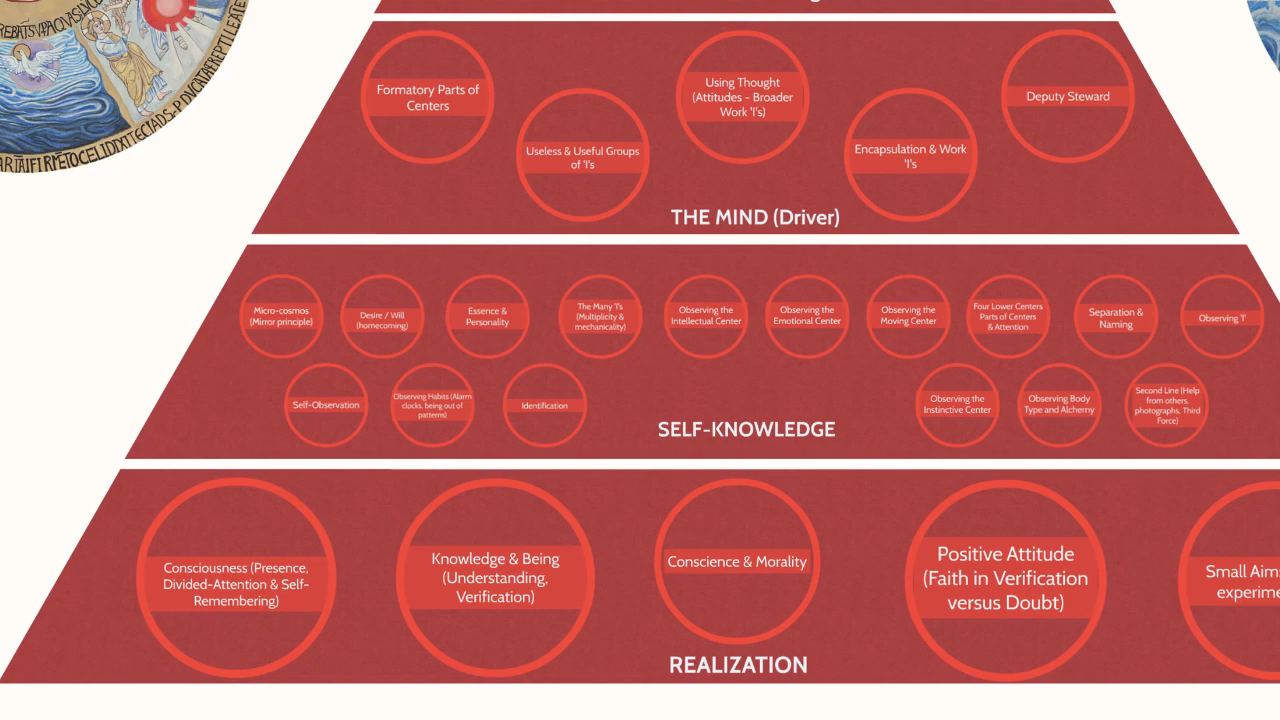 Formatory Parts of
Centers
Useless & Useful Groups
of 'I's
Using Thought
(Attitudes - Broader
Work 'I's)
Encapsulation & Work
'I's
Deputy Steward
THE MIND (Driver)
Micro-cosmos
(Mirror principle)
Desire / Will
(homecoming)
Essence &
Personality
The Many 'I's
(Multiplicity &
mechanicality)
Observing the
Intellectual Center
Observing the
Emotional Center
Observing the
Moving Center
Four Lower Centers
Parts of Centers
& Attention
Separation &
Naming
Observing 'I'
Self-Observation
Observing Habits (Alarm
clocks, being out of
patterns)
Identification
Observing the
Instinctive Center
Observing Body
Type and Alchemy
Second Line (Help
from others,
photographs, Third
Force)
SELF-KNOWLEDGE
Consciousness (Presence,
Divided-Attention & Self-
Remembering)
Knowledge & Being
(Understanding,
Verification)
Conscience & Morality
Positive Attitude
(Faith in Verification
versus Doubt)
Small Aims
experime
REALIZATION